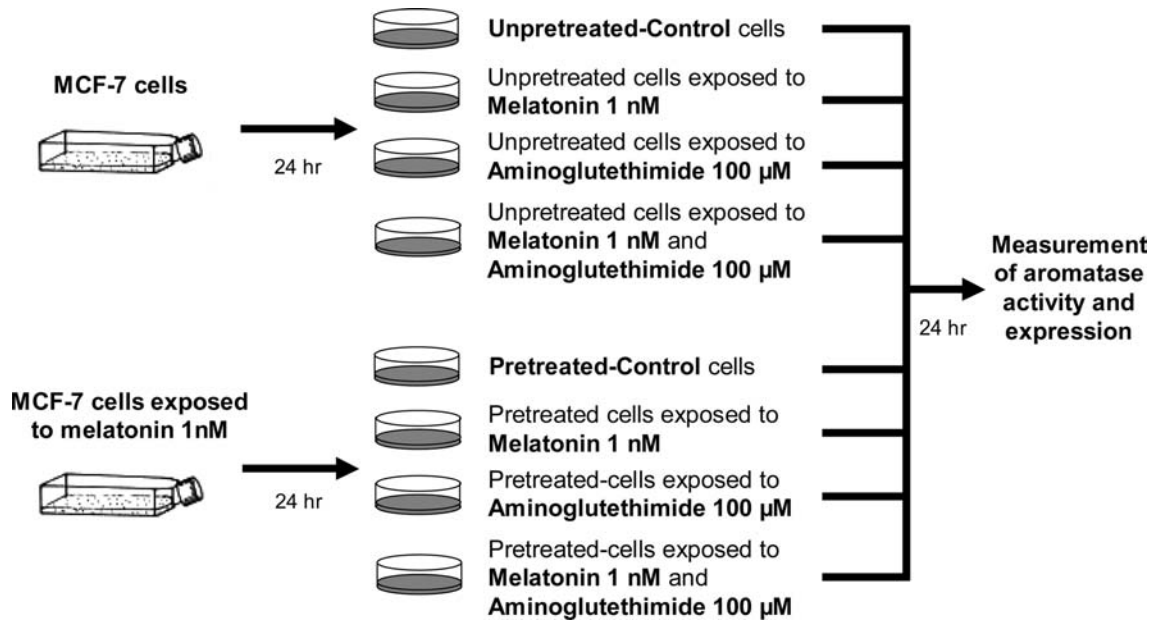 MCF-7 cells
24 hr
Unpretreated-Control cells
Unpretreated cells exposed to
Melatonin 1 nM
Unpretreated cells exposed to
Aminoglutethimide 100 µM
Unpretreated cells exposed to
Melatonin 1 nM and
Aminoglutethimide 100 µM
MCF-7 cells exposed
to melatonin 1nM
24 hr
Pretreated-Control cells
Pretreated cells exposed to
Melatonin 1 nM
Pretreated-cells exposed to
Aminoglutethimide 100 µM
Pretreated-cells exposed to
Melatonin 1 nM and
Aminoglutethimide 100 µM
24 hr
Measurement
of aromatase
activity and
expression